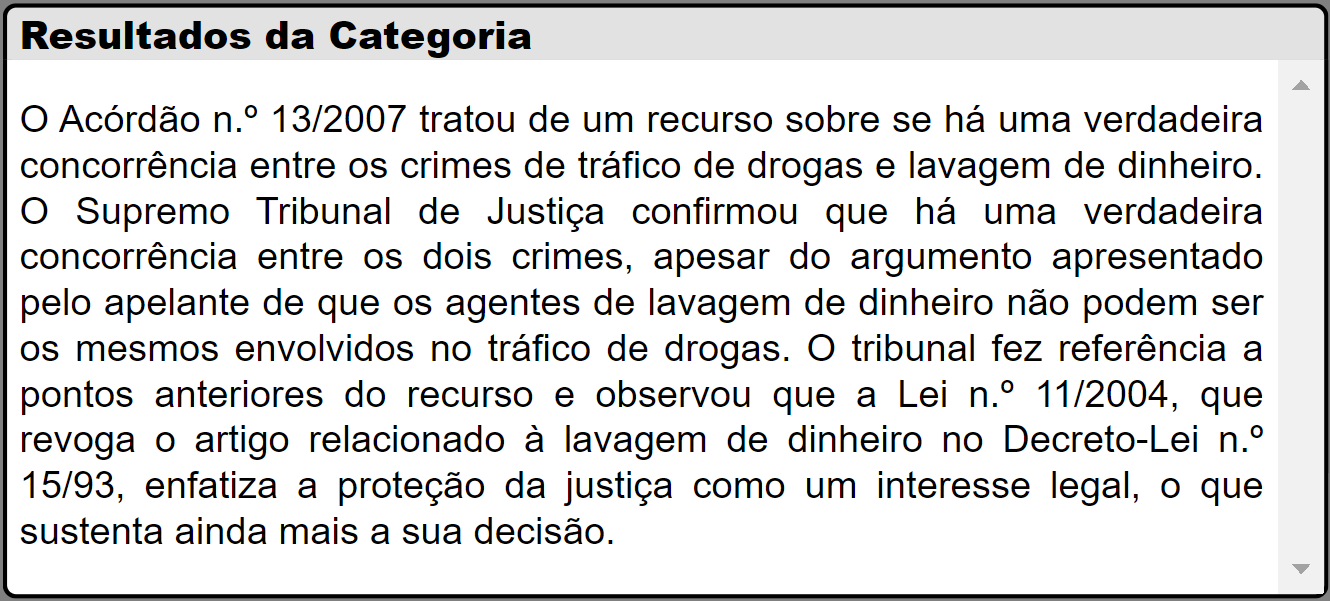 Resultados da Categoria
O Acórdão n.º 13/2007 tratou de um recurso sobre se há uma verdadeira
concorrência entre os crimes de tráfico de drogas e lavagem de dinheiro.
O Supremo Tribunal de Justiça confirmou que há uma verdadeira
concorrência entre os dois crimes, apesar do argumento apresentado
pelo apelante de que os agentes de lavagem de dinheiro não podem ser
os mesmos envolvidos no tráfico de drogas. O tribunal fez referência a
pontos anteriores do recurso e observou que a Lei n.º 11/2004, que
revoga o artigo relacionado à lavagem de dinheiro no Decreto-Lei n.º
15/93, enfatiza a proteção da justiça como um interesse legal, o que
sustenta ainda mais a sua decisão.